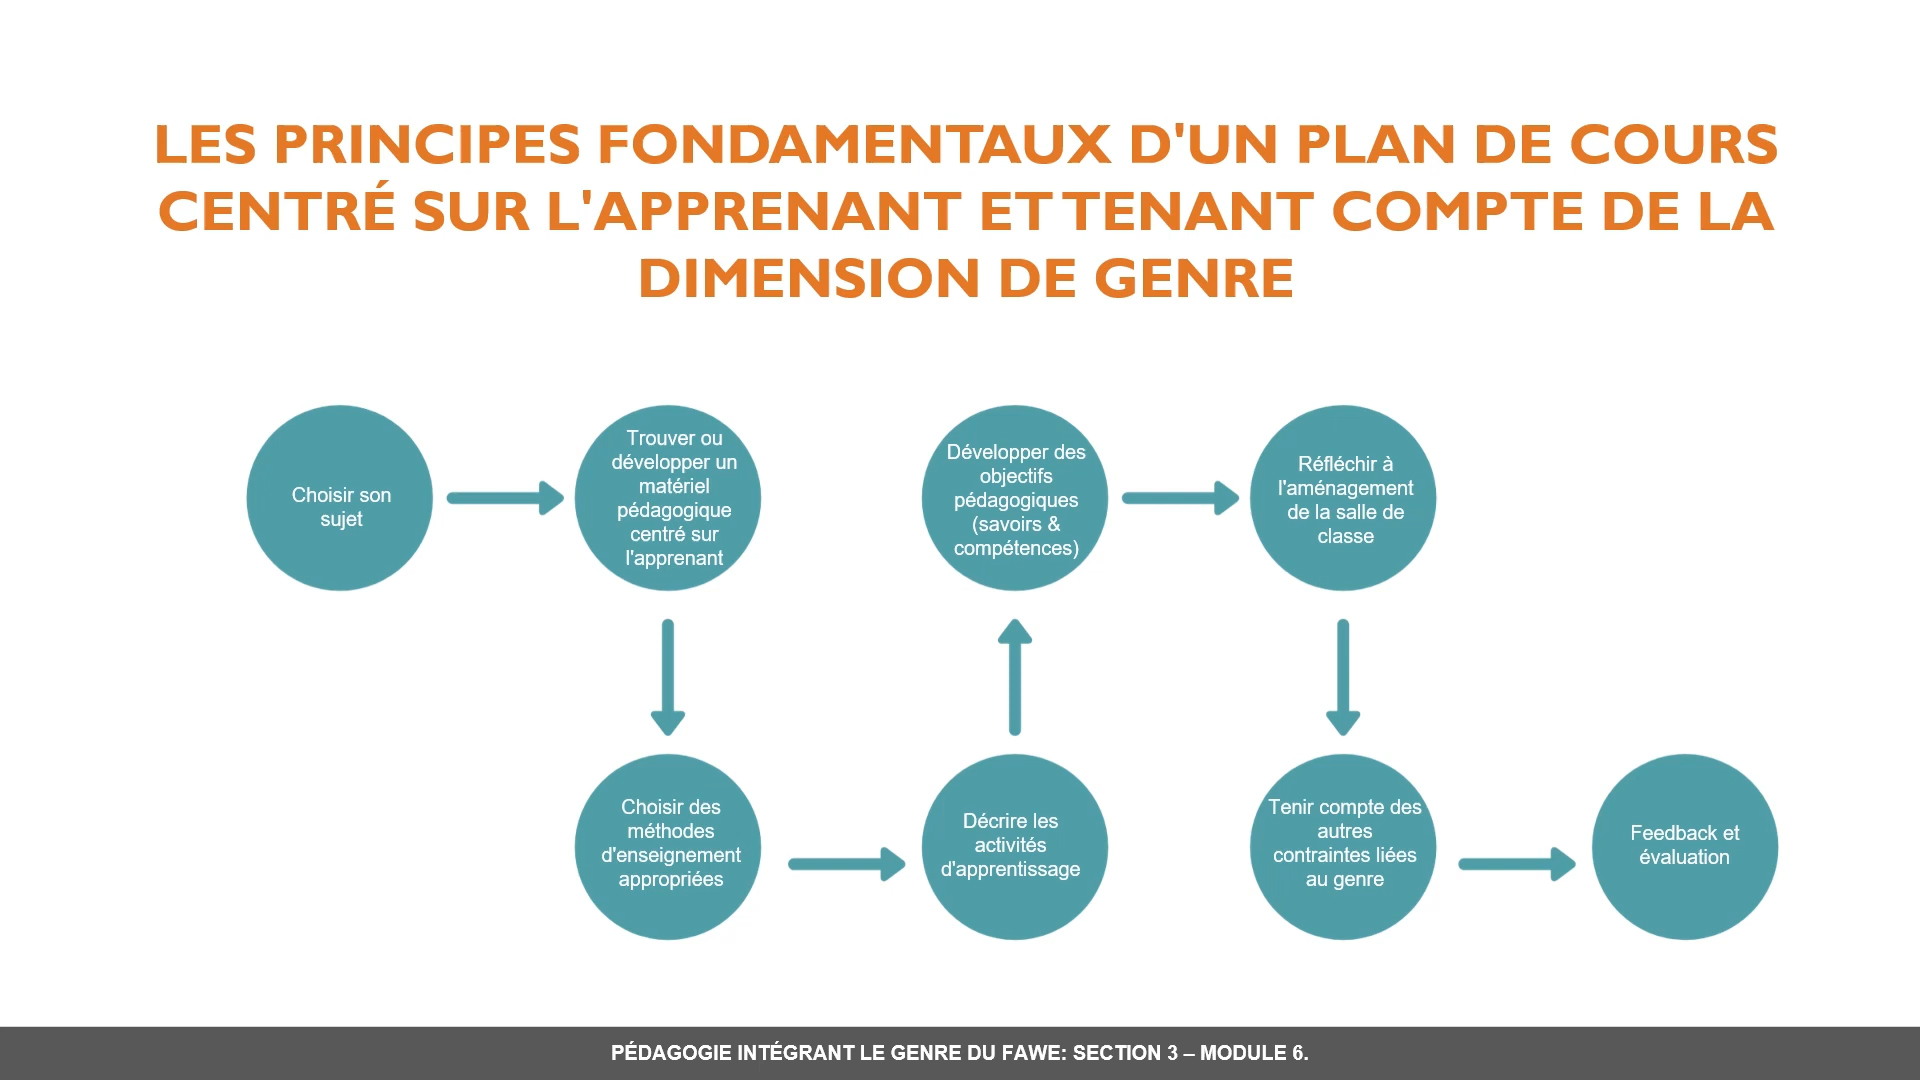 LES PRINCIPES FONDAMENTAUX D'UN PLAN DE COURS
CENTRÉ SUR L'APPRENANT ET TENANT COMPTE DE LA
DIMENSION DE GENRE
Choisir son
sujet
Trouver ou
développer un
matériel
pédagogique
centré sur
l'apprenant
Choisir des
méthodes
d'enseignement
appropriées
Décrire les
activités
d'apprentissage
Développer des
objectifs
pédagogiques
(savoirs &
compétences)
Réfléchir à
l'aménagement
de la salle de
classe
Tenir compte des
autres
contraintes liées
au genre
Feedback et
évaluation
PÉDAGOGIE INTÉGRANT LE GENRE DU FAWE: SECTION 3 – MODULE 6.